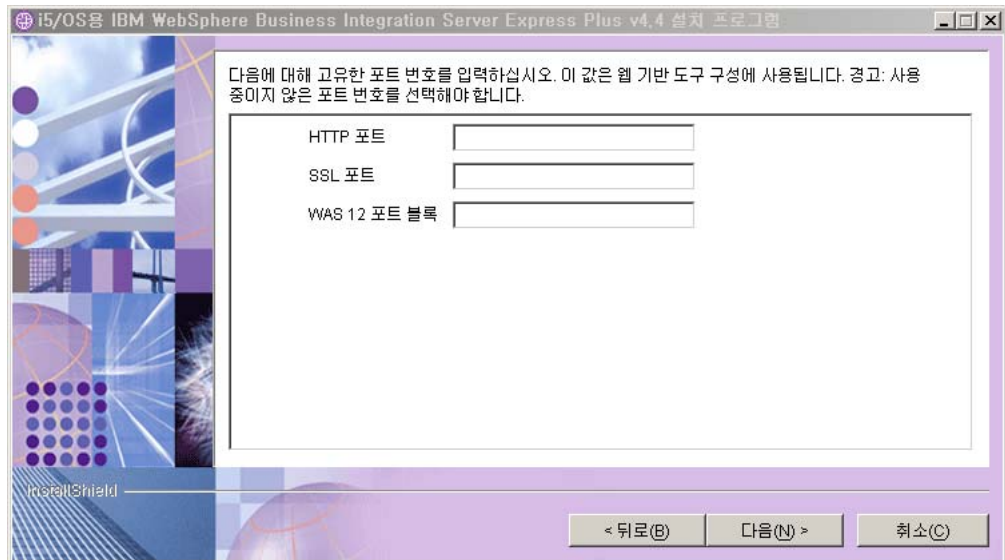 i5/OS용 IBM WebSphere Business Integration Server Express Plus v4.4 설치 프로그램
다음에 대해 고유한 포트 번호를 입력하십시오. 이 값은 웹 기반 도구 구성에 사용됩니다. 경고: 사용
중이지 않은 포트 번호를 선택해야 합니다.
HTTP 포트
SSL 포트
WAS 12 포트 블록
InstallShield
< 뒤로(B)
다음(N) >
취소(C)